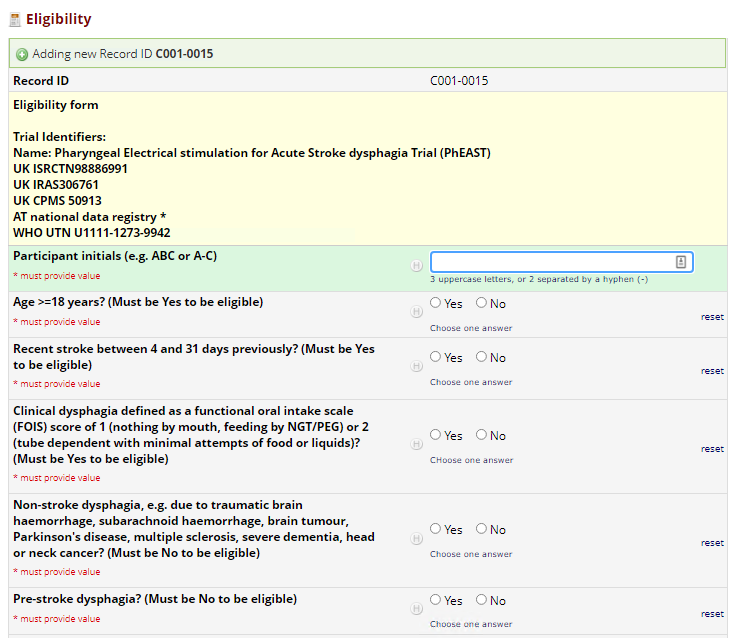 Eligibility
Adding new Record ID C001-0015
Record ID C001-0015
Eligibility form
Trial Identifiers:
Name: Pharyngeal Electrical stimulation for Acute Stroke dysphagia Trial (PhEAST)
UK ISRCTN98886991
UK IRAS306761
UK CPMS 50913
AT national data registry *
WHO UTN U1111-1273-9942
Participant initials (e.g. ABC or A-C)
* must provide value
H
3 uppercase letters, or 2 separated by a hyphen (-)
Age >=18 years? (Must be Yes to be eligible)
* must provide value
H
Yes No
Choose one answer
reset
Recent stroke between 4 and 31 days previously? (Must be Yes
to be eligible)
* must provide value
H
Yes No
Choose one answer
reset
Clinical dysphagia defined as a functional oral intake scale
(FOIS) score of 1 (nothing by mouth, feeding by NGT/PEG) or 2
(tube dependent with minimal attempts of food or liquids)?
(Must be Yes to be eligible)
* must provide value
H
Yes No
CHoose one answer
reset
Non-stroke dysphagia, e.g. due to traumatic brain
haemorrhage, subarachnoid haemorrhage, brain tumour,
Parkinson's disease, multiple sclerosis, severe dementia, head
or neck cancer? (Must be No to be eligible)
* must provide value
H
Yes No
Choose one answer
reset
Pre-stroke dysphagia? (Must be No to be eligible)
* must provide value
H
Yes No
Choose one answer
reset